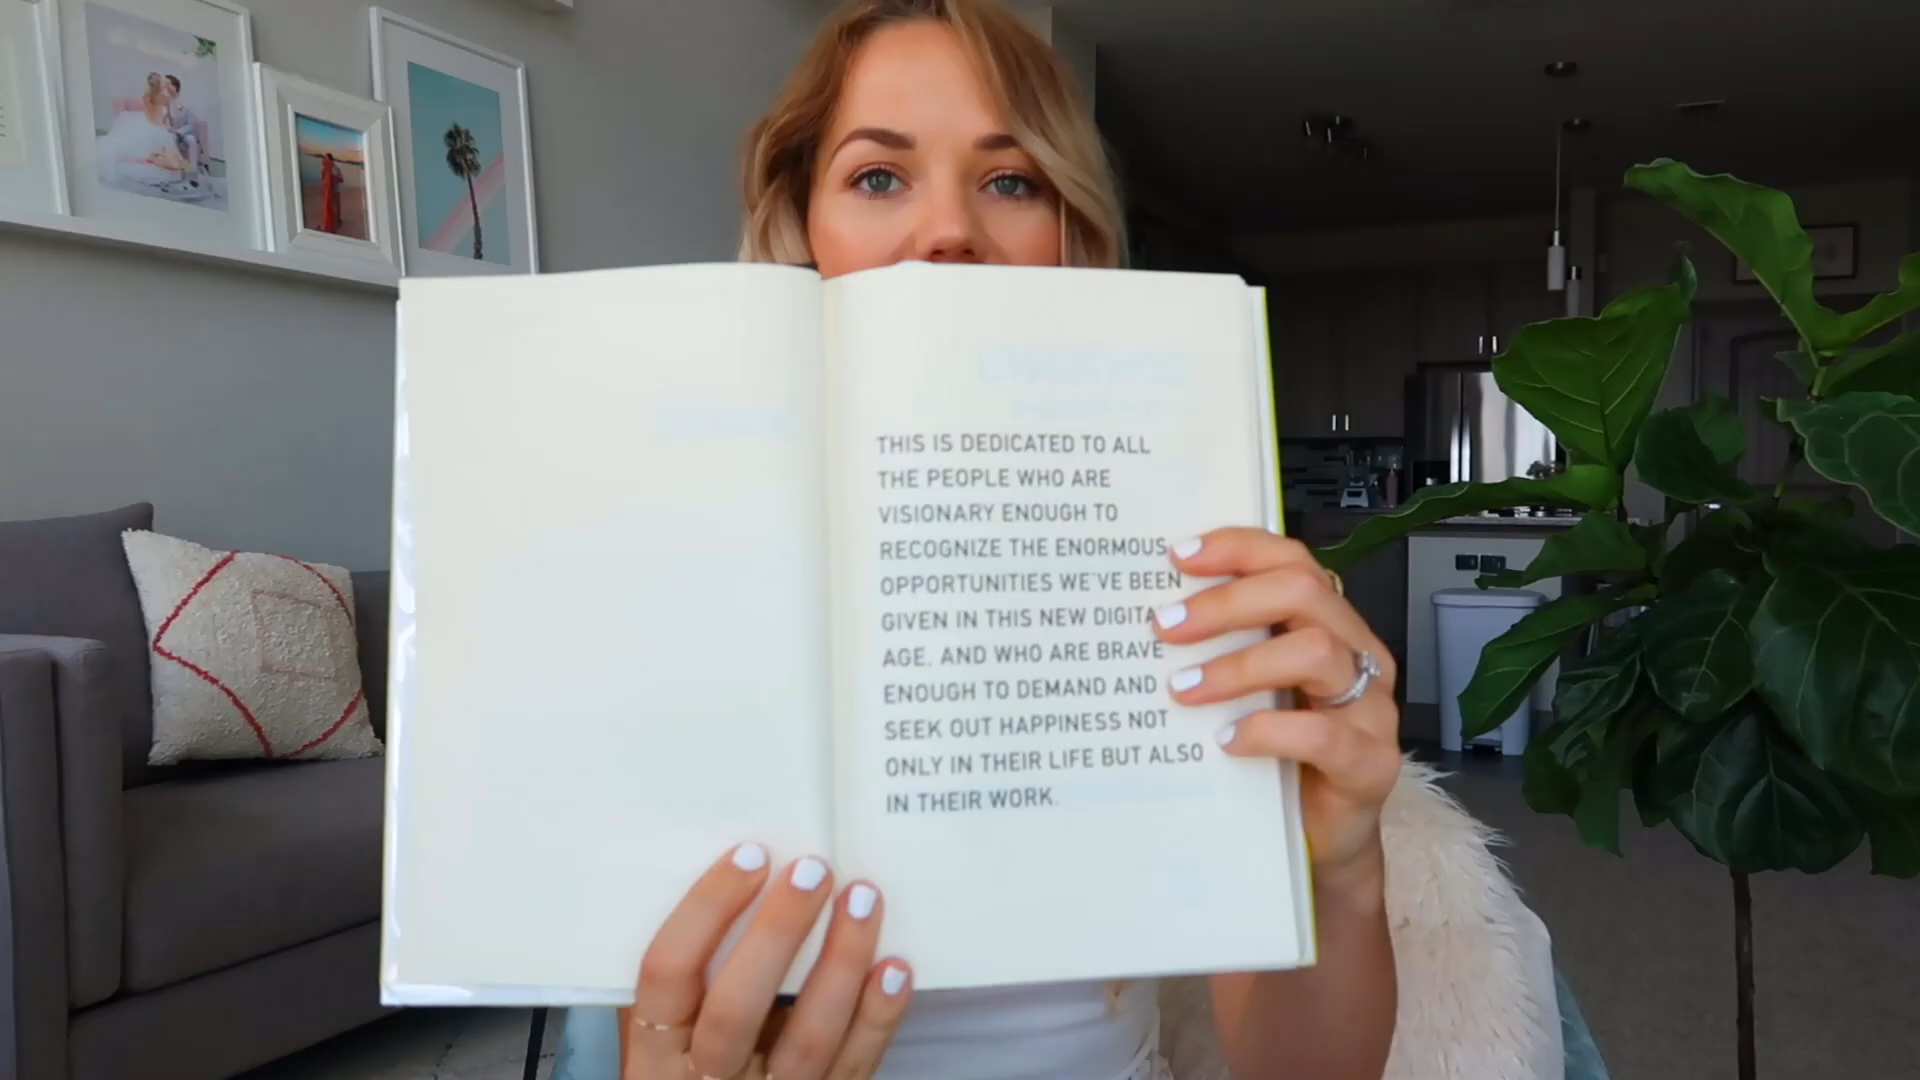 THIS IS DEDICATED TO ALL
THE PEOPLE WHO ARE
VISIONARY ENOUGH TO
RECOGNIZE THE ENORMOUS
OPPORTUNITIES WE'VE BEEN
GIVEN IN THIS NEW DIGITA
AGE, AND WHO ARE BRAVE
ENOUGH TO DEMAND AND
SEEK OUT HAPPINESS NOT
ONLY IN THEIR LIFE BUT ALSO
IN THEIR WORK.